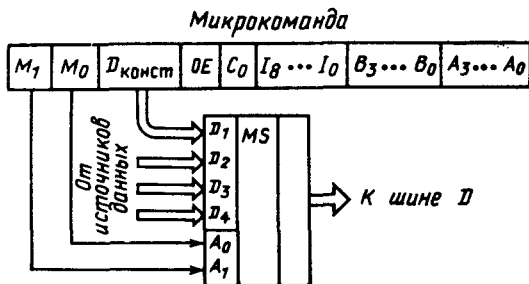 Микрокоманда
M₁ M₀ Dконст OE C₀ I₈ ••• I₀ B₃ ••• B₀ A₃ ••• A₀
От источников данных
D₁ MS
D₂
D₃
D₄
A₀
A₁
К шине D